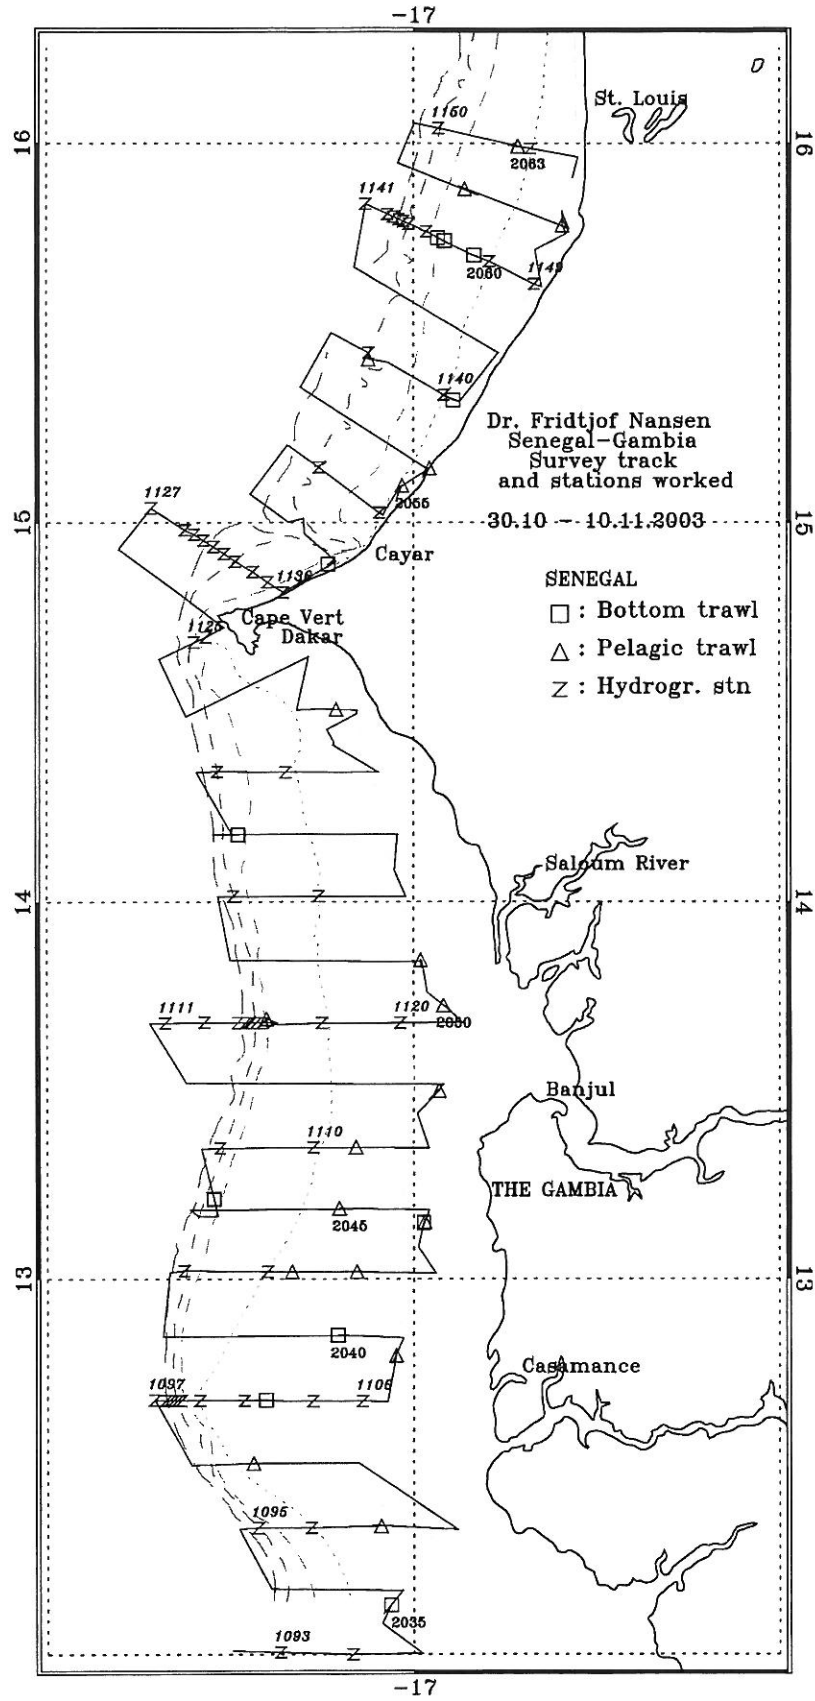 -17
St. Louis
1150
16
16
2063
1141
2060
1149
1140
Dr. Fridtjof Nansen
Senegal-Gambia
Survey track
and stations worked
2055
1127
15
30.10 - 10.11.2003
15
Cayar
1136
SENEGAL
□ : Bottom trawl
Cape Vert
Dakar
△ : Pelagic trawl
Z : Hydrogr. stn
Saloum River
14
14
1111
1120
2050
Banjul
1110
THE GAMBIA
2045
13
13
2040
Casamance
1097
1106
1095
2035
1093
-17